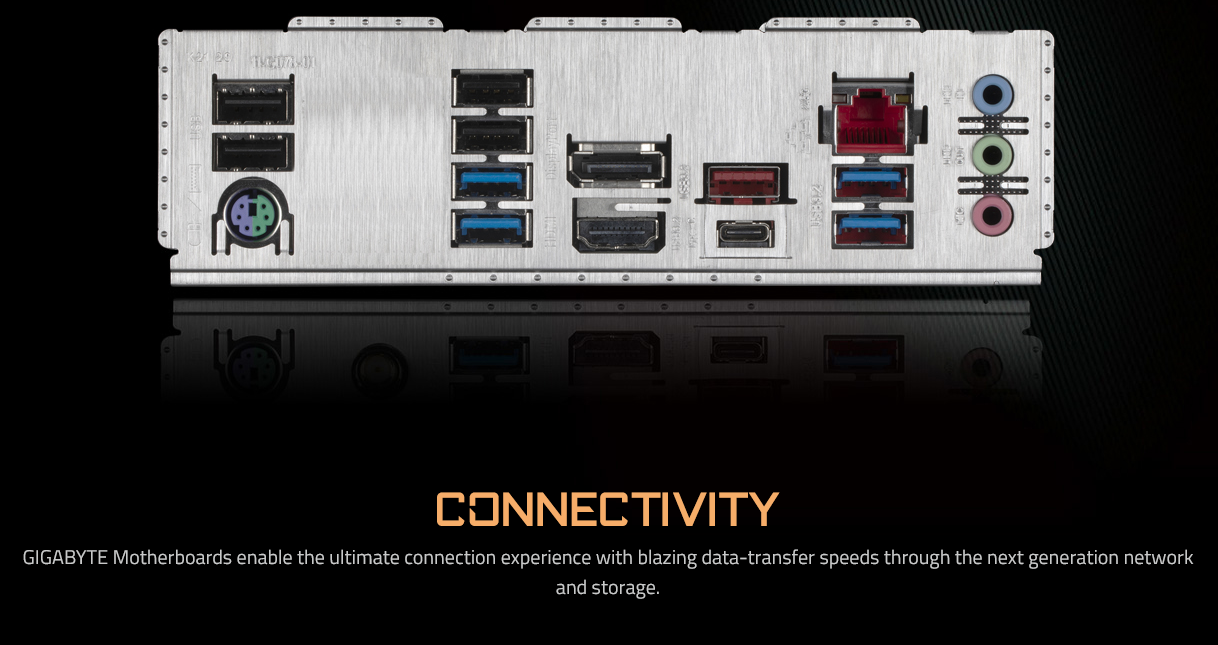 CONNECTIVITY
GIGABYTE Motherboards enable the ultimate connection experience with blazing data-transfer speeds through the next generation network
and storage.